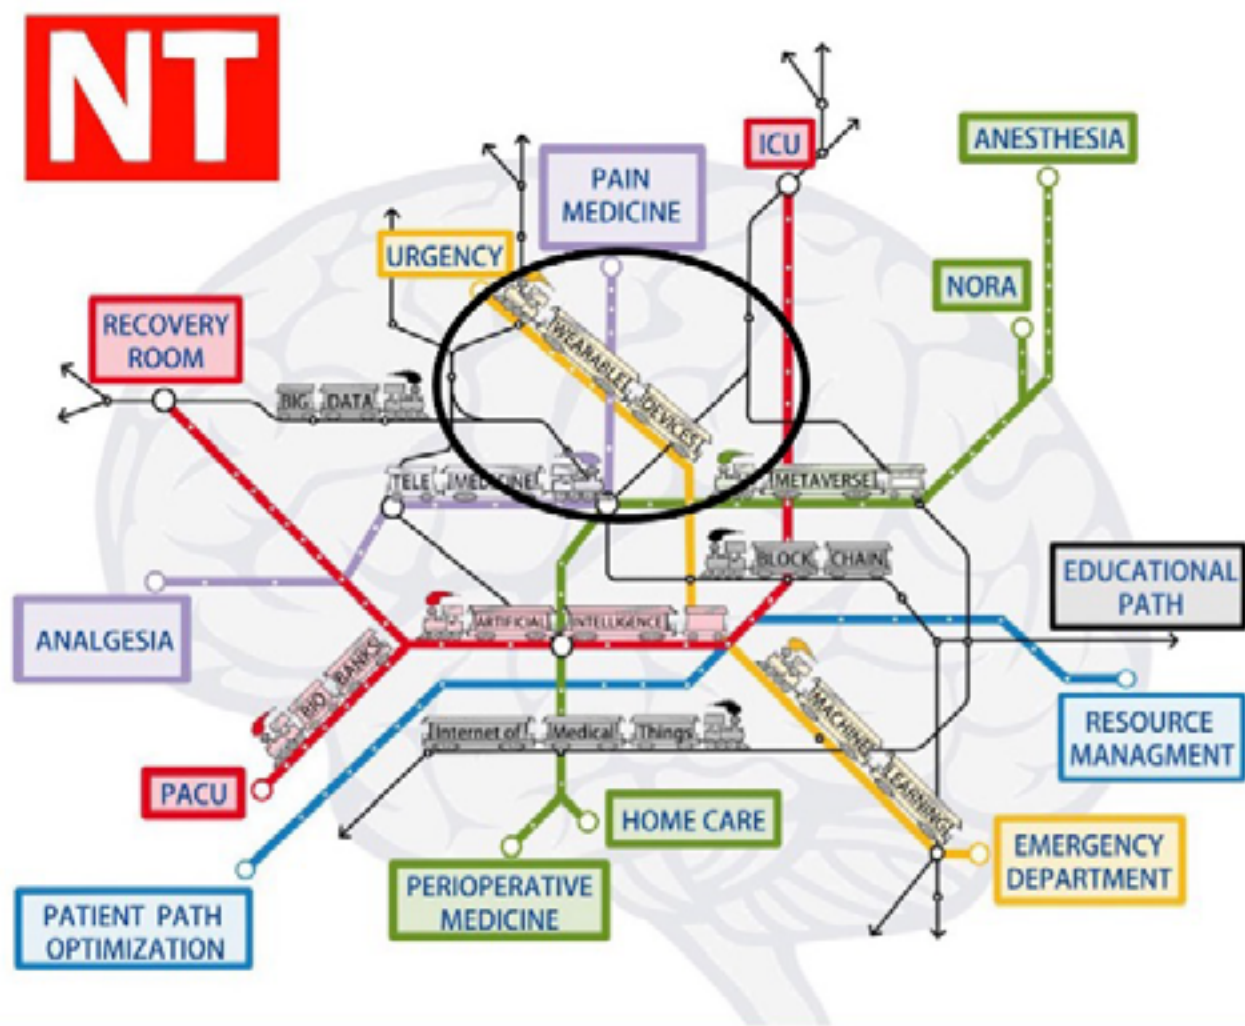 NT
ICU
ANESTHESIA
PAIN
MEDICINE
URGENCY
NORA
RECOVERY
ROOM
WEARABLE
DEVICES
BIG DATA
TELE MEDICINE
METAVERSE
BLOCK CHAIN
EDUCATIONAL
PATH
ARTIFICIAL INTELLIGENCE
ANALGESIA
BIO BANKS
MACHINE
LEARNING
Internet of Medical Things
RESOURCE
MANAGMENT
PACU
HOME CARE
EMERGENCY
DEPARTMENT
PERIOPERATIVE
MEDICINE
PATIENT PATH
OPTIMIZATION